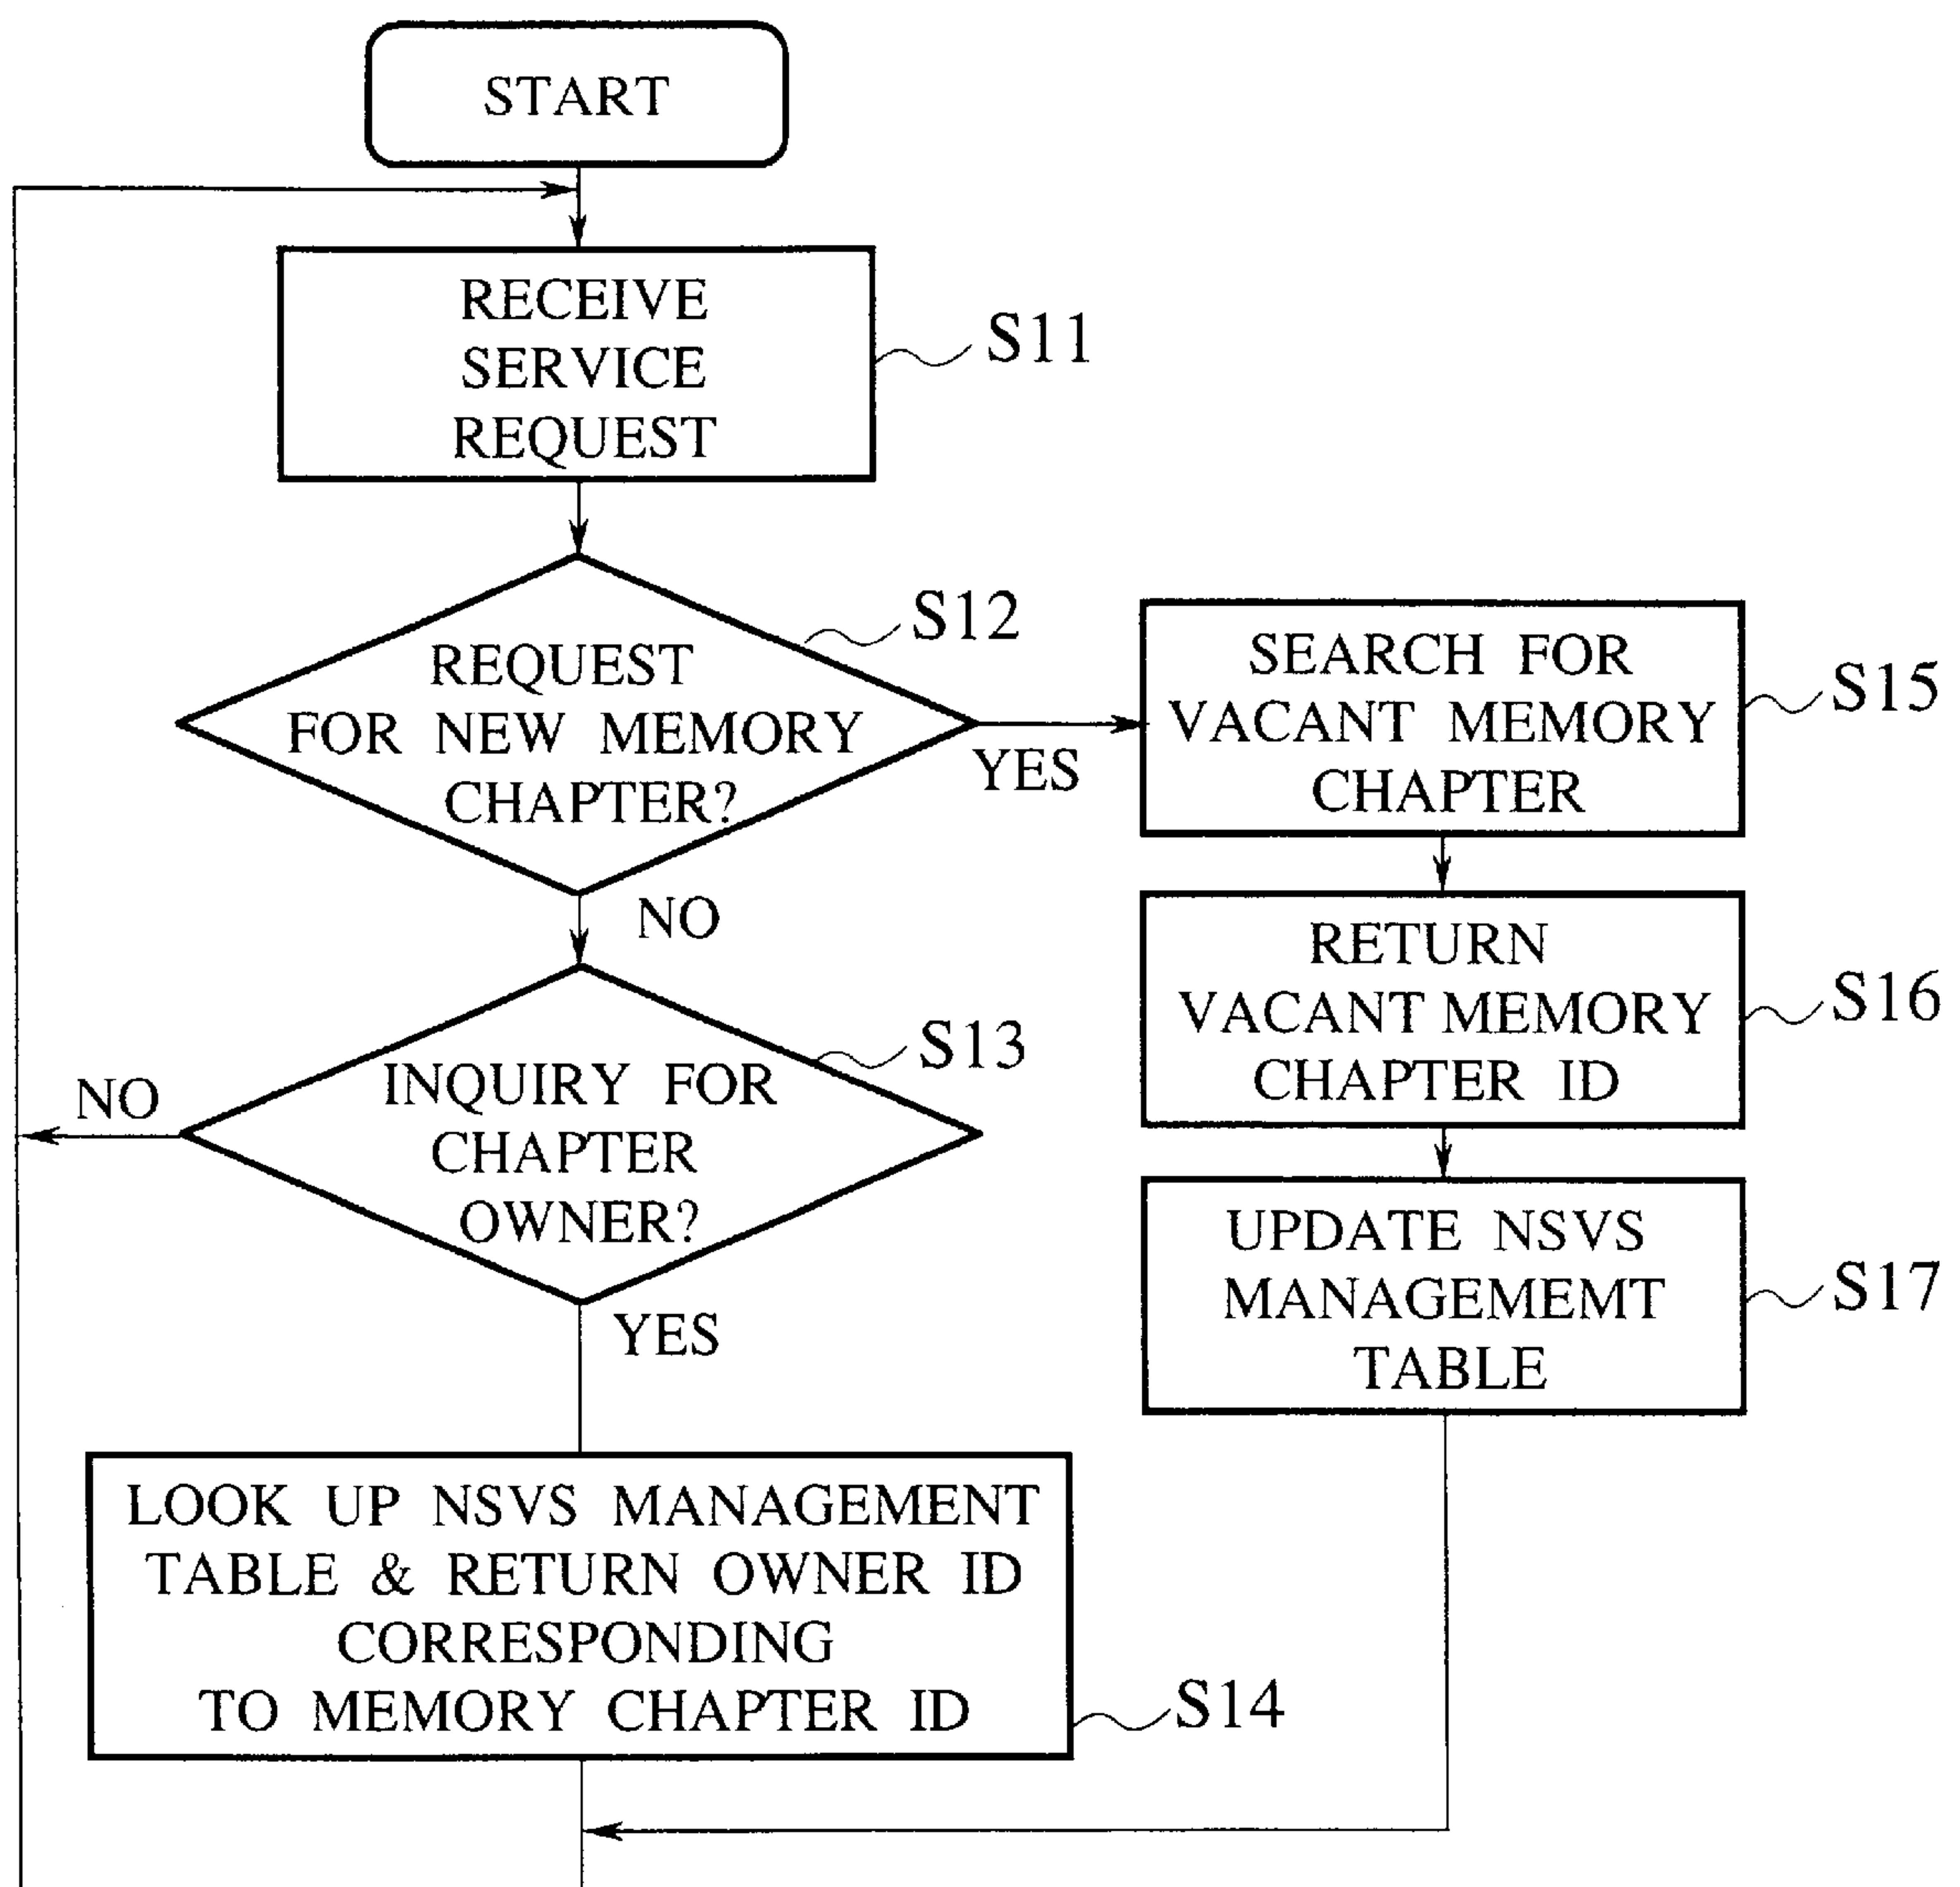 START
RECEIVE
SERVICE
REQUEST
S11
S12
REQUEST
FOR NEW MEMORY
CHAPTER?
YES
NO
SEARCH FOR
VACANT MEMORY
CHAPTER
S15
RETURN
VACANT MEMORY
CHAPTER ID
S16
S13
INQUIRY FOR
CHAPTER
OWNER?
NO
YES
UPDATE NSVS
MANAGEMEMT
TABLE
S17
LOOK UP NSVS MANAGEMENT
TABLE & RETURN OWNER ID
CORRESPONDING
TO MEMORY CHAPTER ID
S14